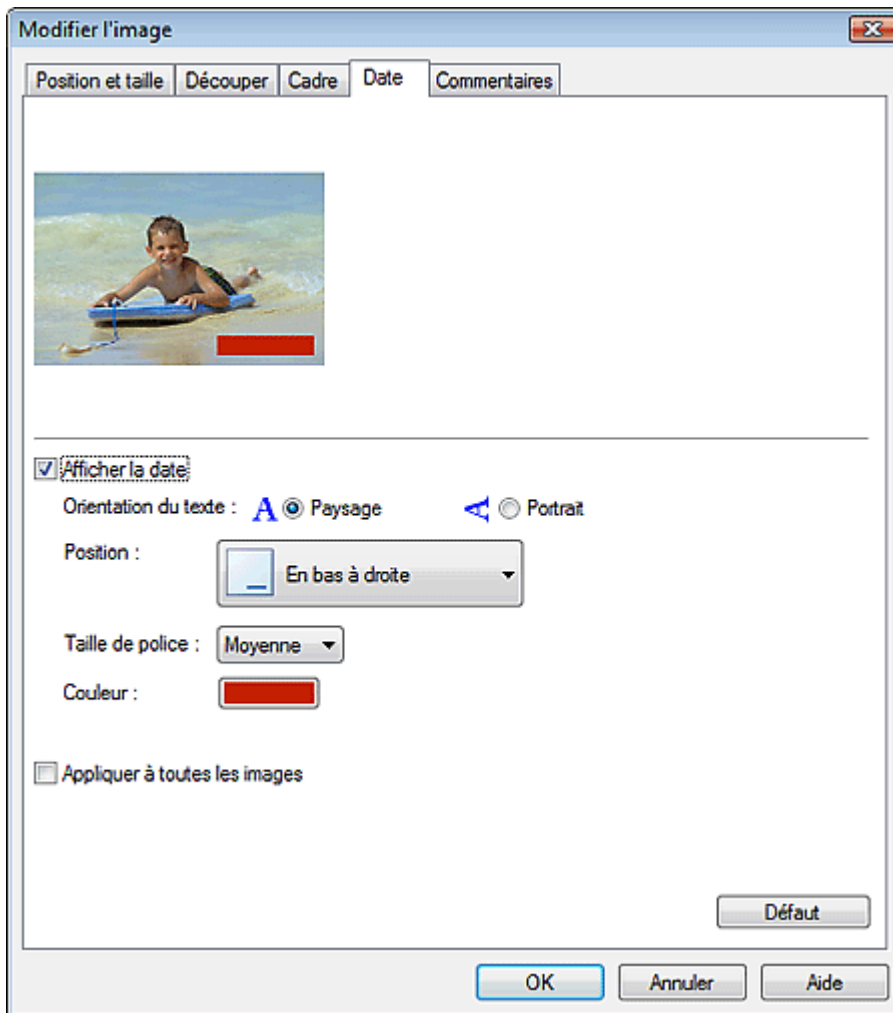 Modifier l'image
Position et taille Découper Cadre Date Commentaires
Afficher la date
Orientation du texte : A Paysage A Portrait
Position : En bas à droite
Taille de police : Moyenne
Couleur :
Appliquer à toutes les images
Défaut
OK Annuler Aide